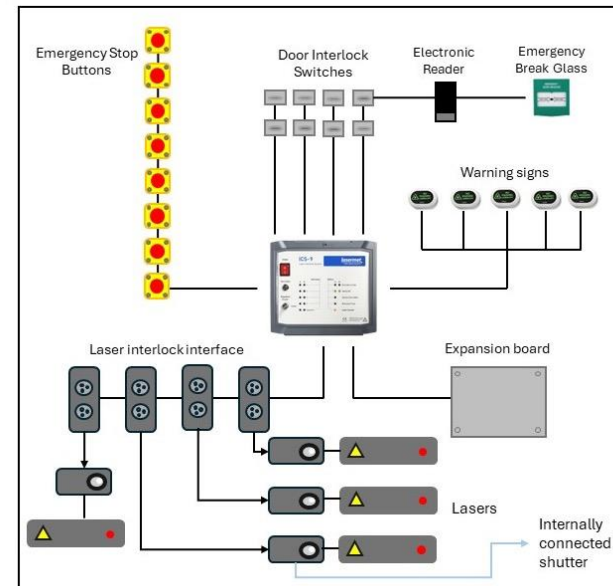 Emergency Stop
Buttons
Door Interlock
Switches
Electronic
Reader
Emergency
Break Glass
Warning signs
ICS-9
Laser interlock interface
Expansion board
Lasers
Internally
connected
shutter